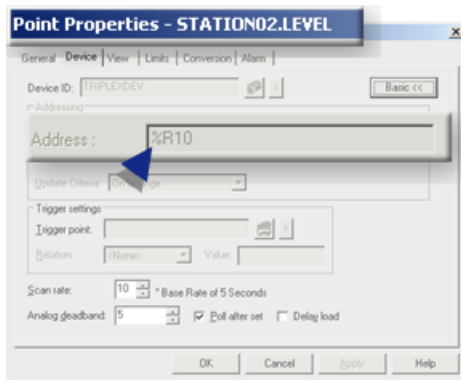 Point Properties - STATION02.LEVEL
General Device View Limits Conversion Alarm
Device ID: TRIPLEXDEV Basic <<
Addressing
Address : %R10
Update Criteria: On Change
Trigger settings
Trigger point:
Relation: <None> Value:
Scan rate: 10 * Base Rate of 5 Seconds
Analog deadband: 5 Poll after set Delay load
OK Cancel Apply Help